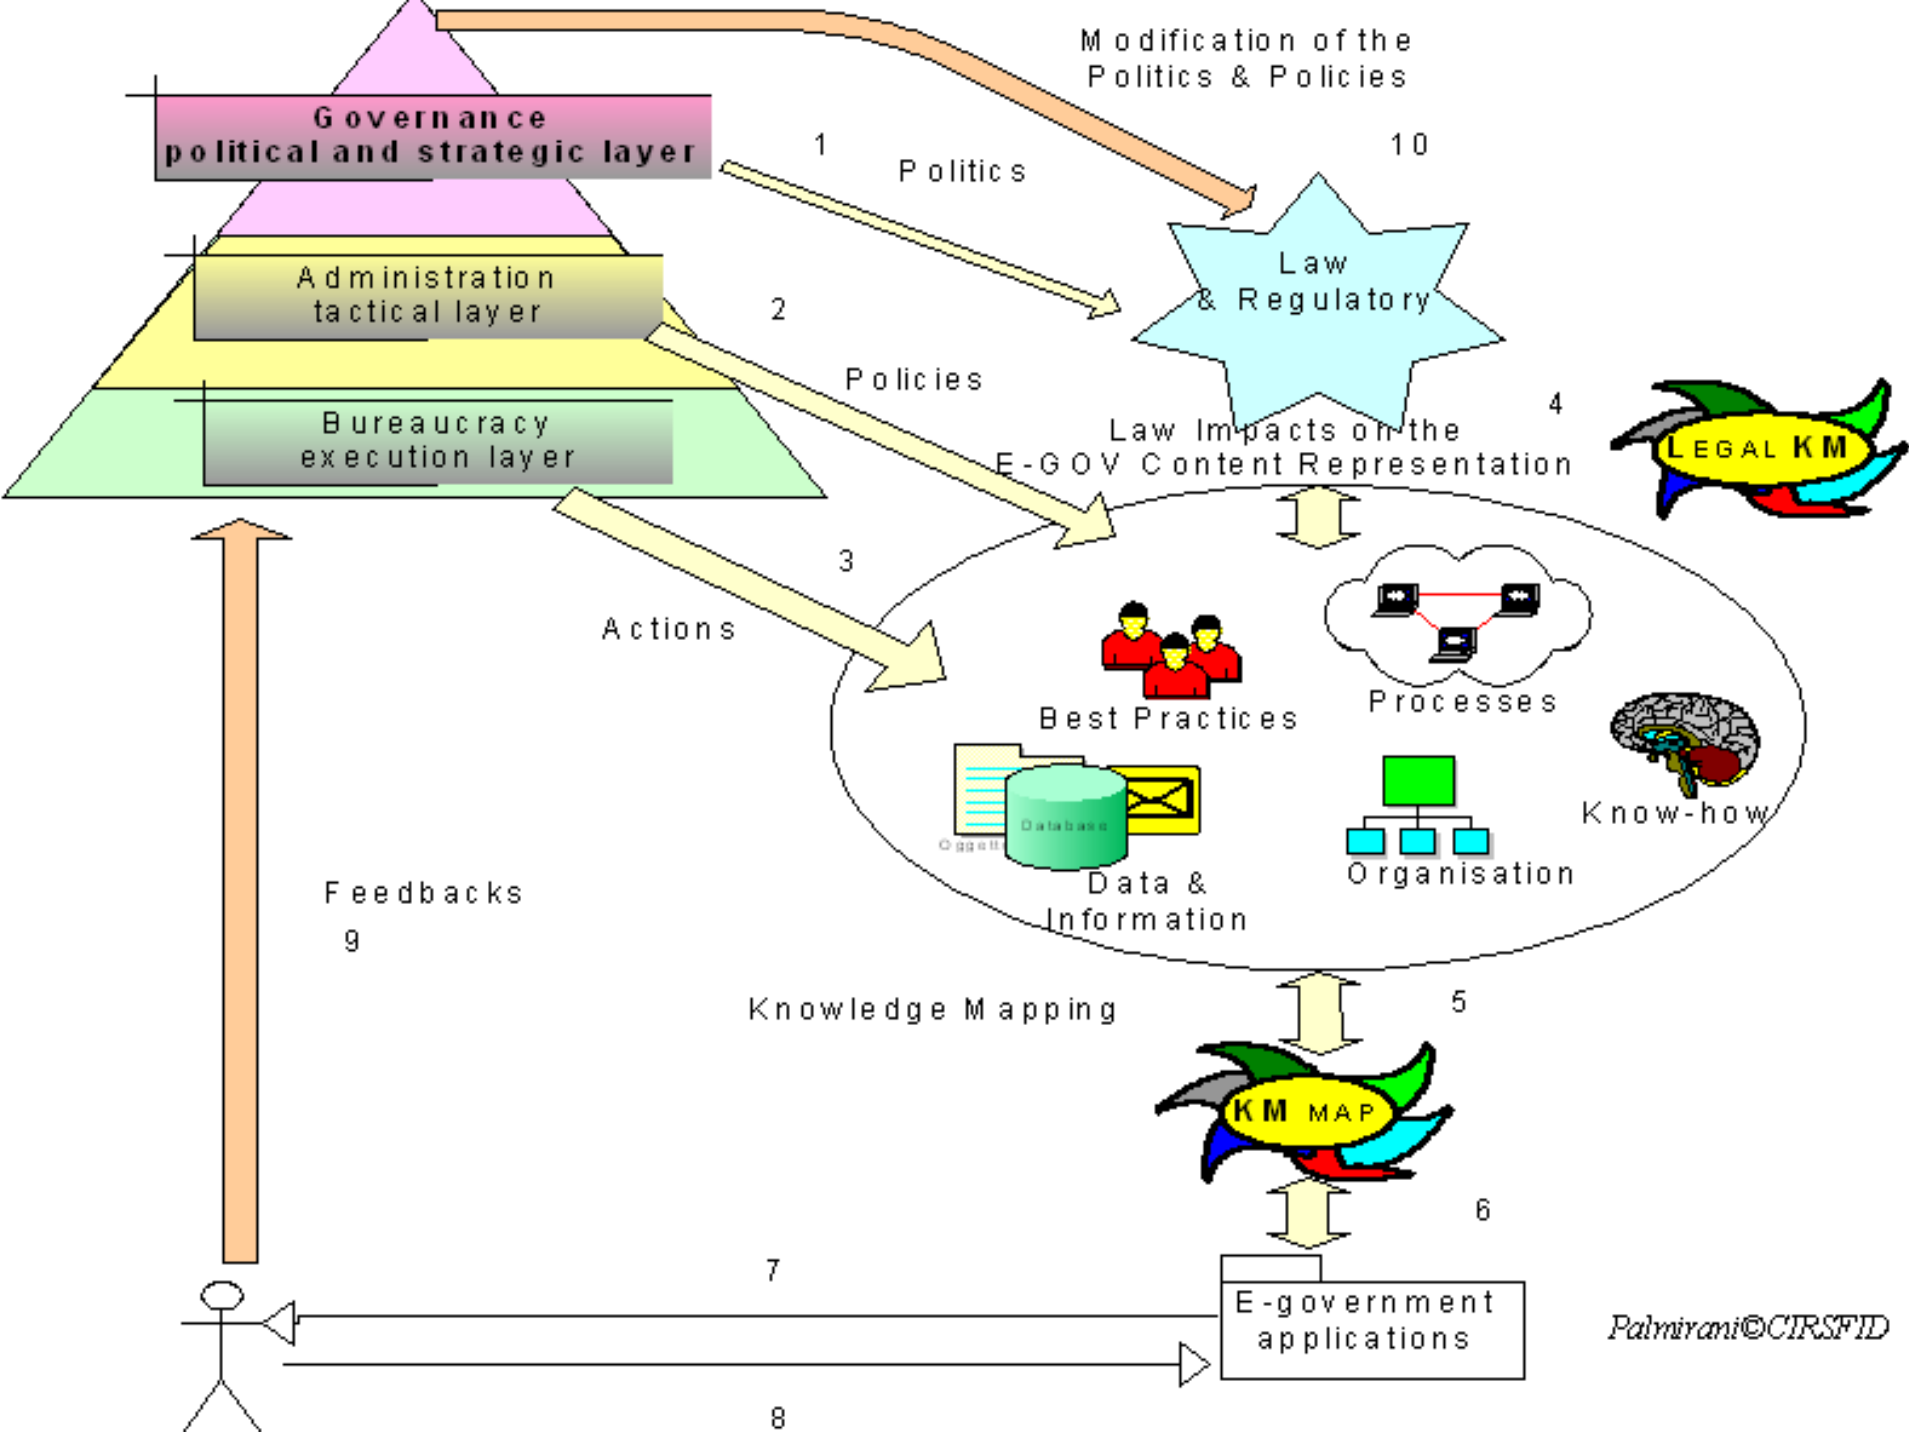 Modification of the
Politics & Policies
10
Governance
political and strategic layer
1
Politics
Law
& Regulatory
Administration
tactical layer
2
Policies
4
LEGAL KM
Bureaucracy
execution layer
Law Impacts on the
E-GOV Content Representation
3
Actions
Best Practices
Processes
Know-how
Database
Data &
Information
Organisation
Feedbacks
9
Knowledge Mapping
5
KM MAP
6
7
E-government
applications
8
Palmirani©CIRSFID